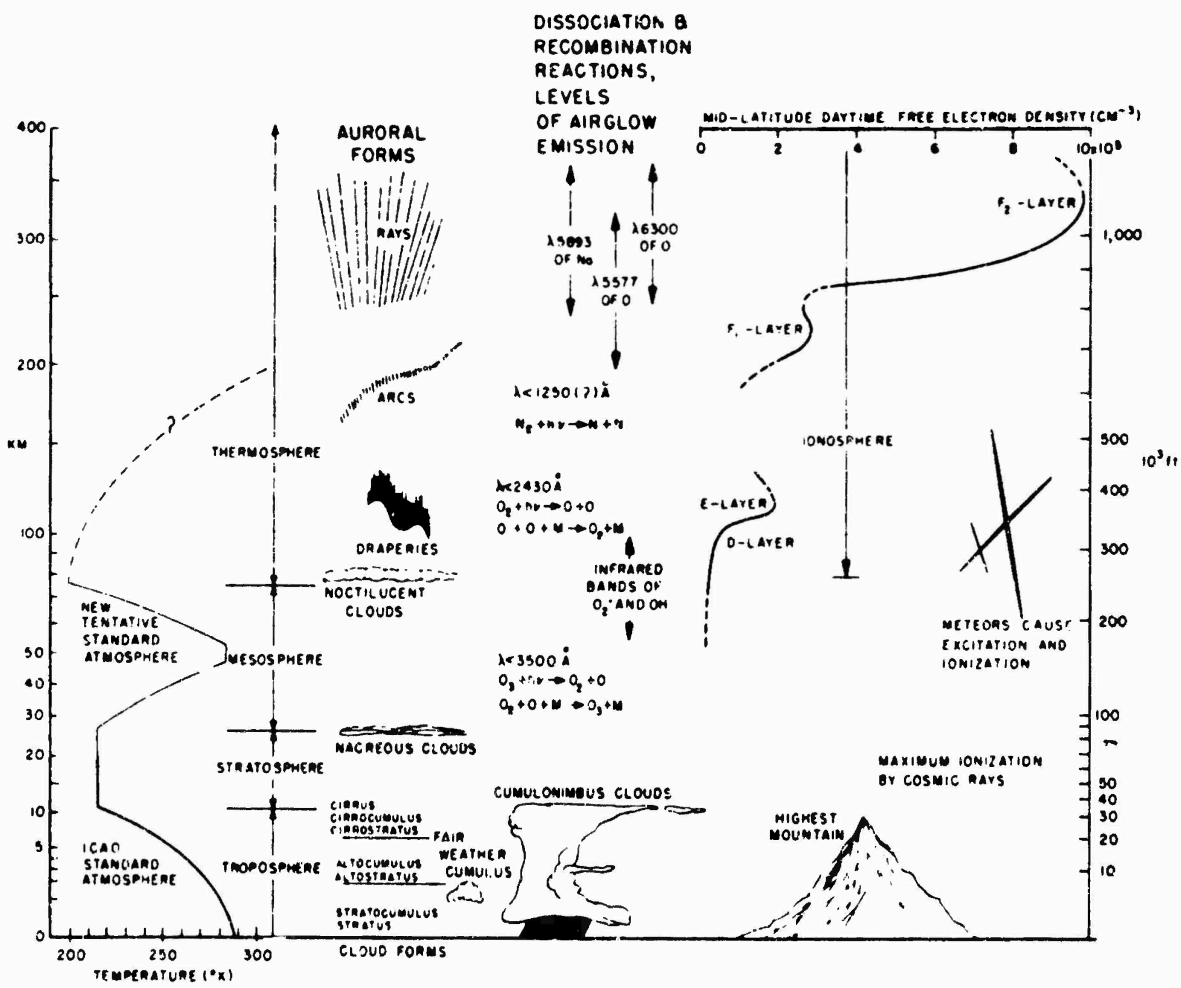 DISSOCIATION &
RECOMBINATION
REACTIONS,
LEVELS
OF AIRGLOW
EMISSION
MID-LATITUDE DAYTIME FREE ELECTRON DENSITY (CM⁻³)
0 2 4 6 8 10x10⁸
400
300
200
KM
100
50
40
30
20
10
5
0
AURORAL
FORMS
RAYS
ARCS
DRAPERIES
NOCTILUCENT
CLOUDS
NACREOUS CLOUDS
?
THERMOSPHERE
MESOSPHERE
STRATOSPHERE
TROPOSPHERE
NEW
TENTATIVE
STANDARD
ATMOSPHERE
ICAO
STANDARD
ATMOSPHERE
CIRRUS
CIRROCUMULUS
CIRROSTRATUS
FAIR
WEATHER
CUMULUS
ALTOCUMULUS
ALTOSTRATUS
STRATOCUMULUS
STRATUS
CLOUD FORMS
200 250 300
TEMPERATURE (°K)
λ5893
OF Na
λ5577
OF O
λ6300
OF O
λ<1250(?)Å
N₂+hν→N+N
λ<2430Å
O₂+hν→O+O
O+O+M→O₂+M
INFRARED
BANDS OF
O₂* AND OH
λ<3500Å
O₃+hν→O₂+O
O₂+O+M→O₃+M
CUMULONIMBUS CLOUDS
F₂-LAYER
F₁-LAYER
E-LAYER
D-LAYER
IONOSPHERE
METEORS CAUSE
EXCITATION AND
IONIZATION
MAXIMUM IONIZATION
BY COSMIC RAYS
HIGHEST
MOUNTAIN
1,000
500
10³ft
400
300
200
100
50
40
30
20
10